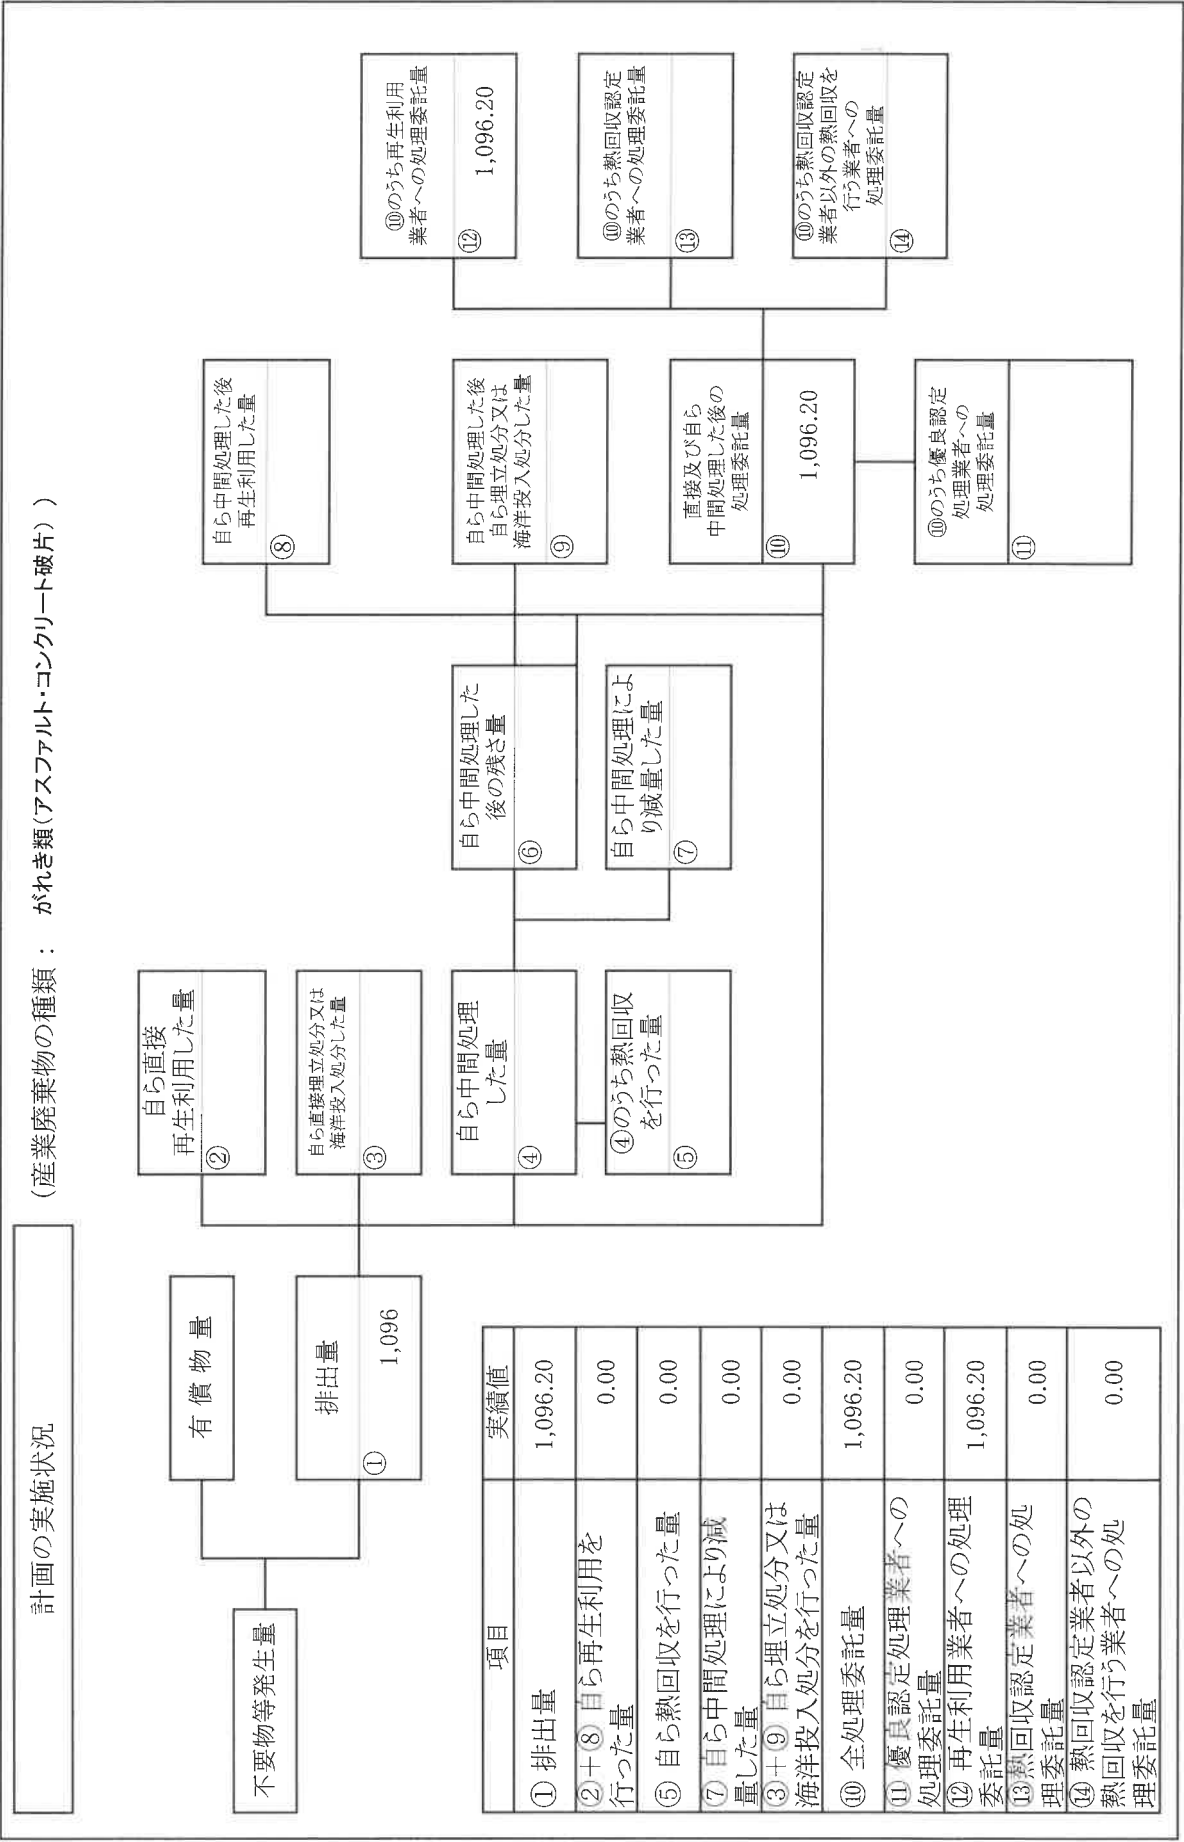 計画の実施状況
(産業廃棄物の種類： がれき類(アスファルト・コンクリート破片) )
不要物等発生量
有償物量
排出量
①
1,096
自ら直接
再生利用した量
②
自ら直接埋立処分又は
海洋投入処分した量
③
自ら中間処理
した量
④
④のうち熱回収
を行った量
⑤
自ら中間処理した
後の残さ量
⑥
自ら中間処理によ
り減量した量
⑦
自ら中間処理した後
再生利用した量
⑧
自ら中間処理した後
自ら埋立処分又は
海洋投入処分した量
⑨
直接及び自ら
中間処理した後の
処理委託量
⑩
1,096.20
⑩のうち優良認定
処理業者への
処理委託量
⑪
⑩のうち再生利用
業者への処理委託量
⑫
1,096.20
⑩のうち熱回収認定
業者への処理委託量
⑬
⑩のうち熱回収認定
業者以外の熱回収を
行う業者への
処理委託量
⑭
項目 実績値
① 排出量 1,096.20
②＋⑧ 自ら再生利用を
行った量 0.00
⑤ 自ら熱回収を行った量 0.00
⑦ 自ら中間処理により減
量した量 0.00
③＋⑨ 自ら埋立処分又は
海洋投入処分を行った量 0.00
⑩ 全処理委託量 1,096.20
⑪ 優良認定処理業者への
処理委託量 0.00
⑫ 再生利用業者への処理
委託量 1,096.20
⑬熱回収認定業者への処
理委託量 0.00
⑭ 熱回収認定業者以外の
熱回収を行う業者への処
理委託量 0.00